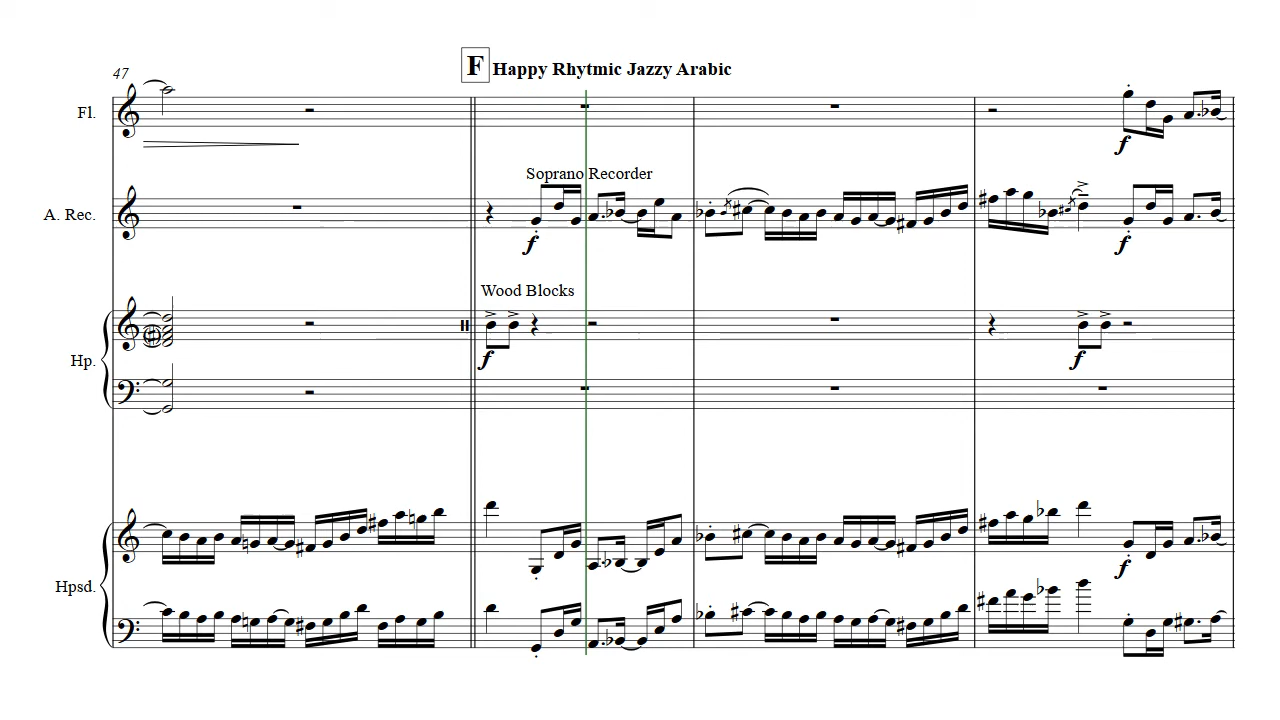 47
F Happy Rhytmic Jazzy Arabic
Fl.
f
Soprano Recorder
A. Rec.
f
f
Wood Blocks
f
f
Hp.
f
Hpsd.